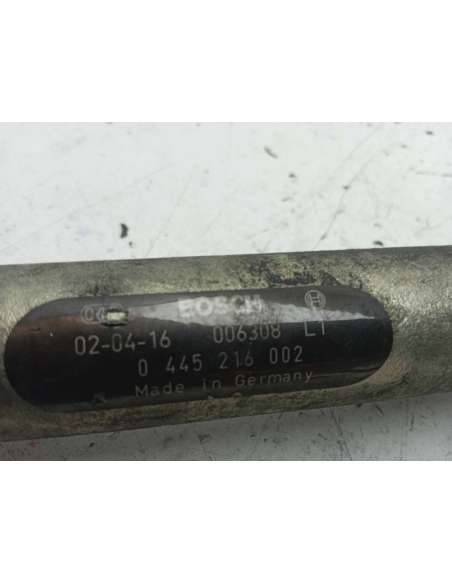 BOSCH
02-04-16 006308 L1
0 445 216 002
Made in Germany